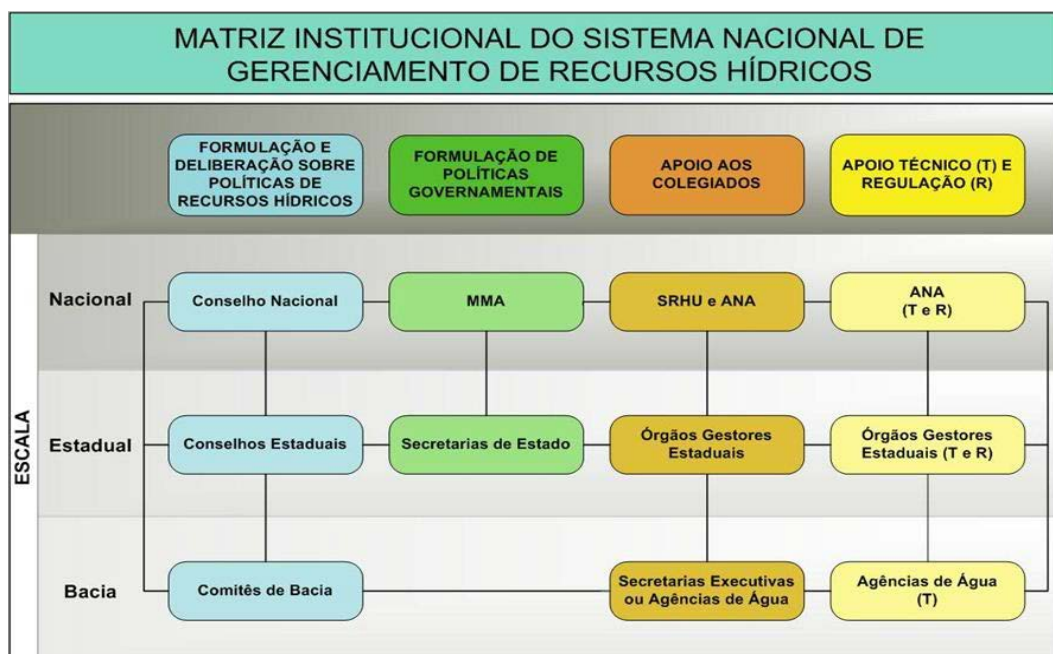 MATRIZ INSTITUCIONAL DO SISTEMA NACIONAL DE
GERENCIAMENTO DE RECURSOS HÍDRICOS
FORMULAÇÃO E
DELIBERAÇÃO SOBRE
POLÍTICAS DE
RECURSOS HÍDRICOS
FORMULAÇÃO DE
POLÍTICAS
GOVERNAMENTAIS
APOIO AOS
COLEGIADOS
APOIO TÉCNICO (T) E
REGULAÇÃO (R)
ESCALA
Nacional
Conselho Nacional
MMA
SRHU e ANA
ANA
(T e R)
Estadual
Conselhos Estaduais
Secretarias de Estado
Órgãos Gestores
Estaduais
Órgãos Gestores
Estaduais (T e R)
Bacia
Comitês de Bacia
Secretarias Executivas
ou Agências de Água
Agências de Água
(T)